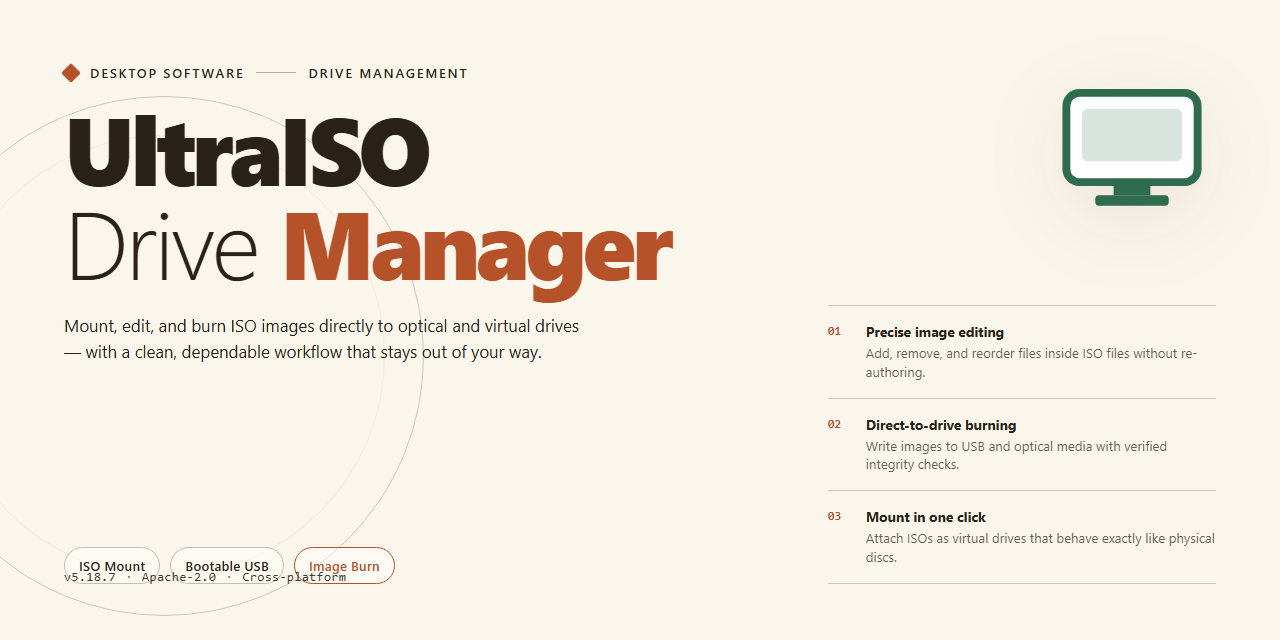 DESKTOP SOFTWARE
DRIVE MANAGEMENT
UltraISO
Drive Manager
Mount, edit, and burn ISO images directly to optical and virtual drives
— with a clean, dependable workflow that stays out of your way.
ISO Mount
Bootable USB
Image Burn
v5.18.7 · Apache-2.0 · Cross-platform
01
Precise image editing
Add, remove, and reorder files inside ISO files without re-
authoring.
02
Direct-to-drive burning
Write images to USB and optical media with verified
integrity checks.
03
Mount in one click
Attach ISOs as virtual drives that behave exactly like physical
discs.